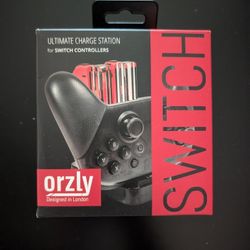 ULTIMATE CHARGE STATION
for SWITCH CONTROLLERS
SWITCH
orzly
Designed in London